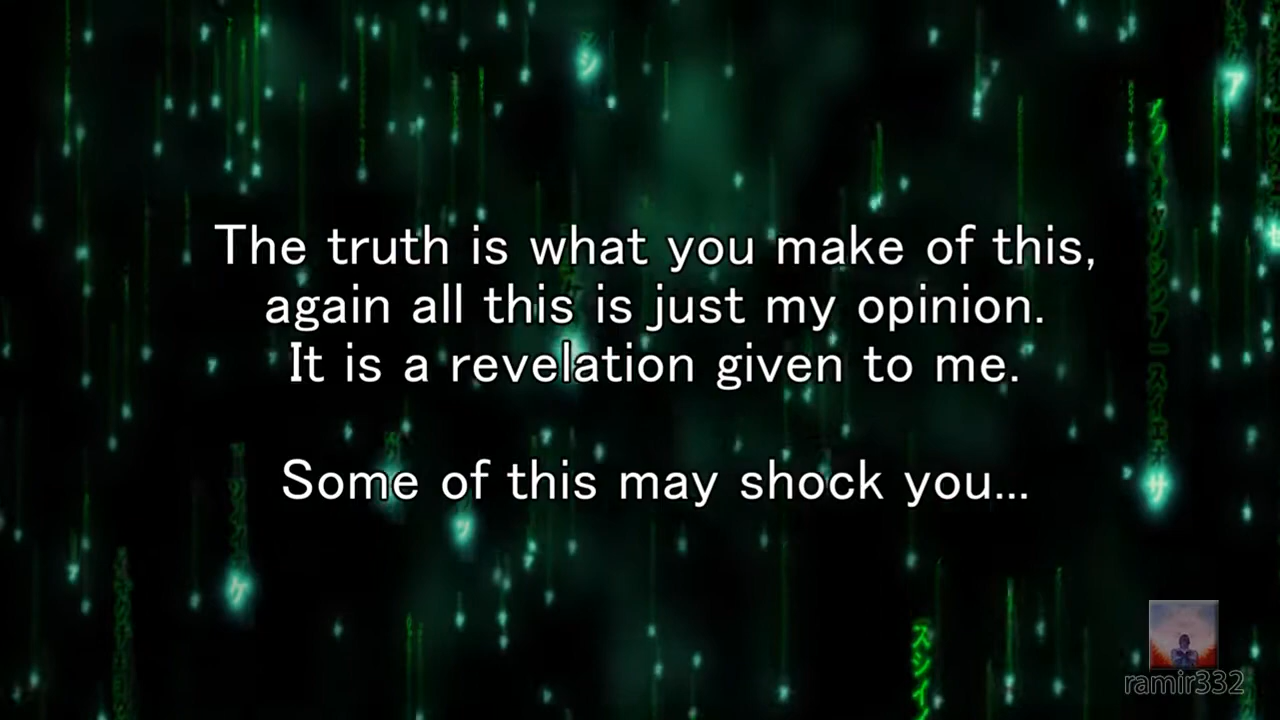 The truth is what you make of this,
again all this is just my opinion.
It is a revelation given to me.
Some of this may shock you...
ramir332